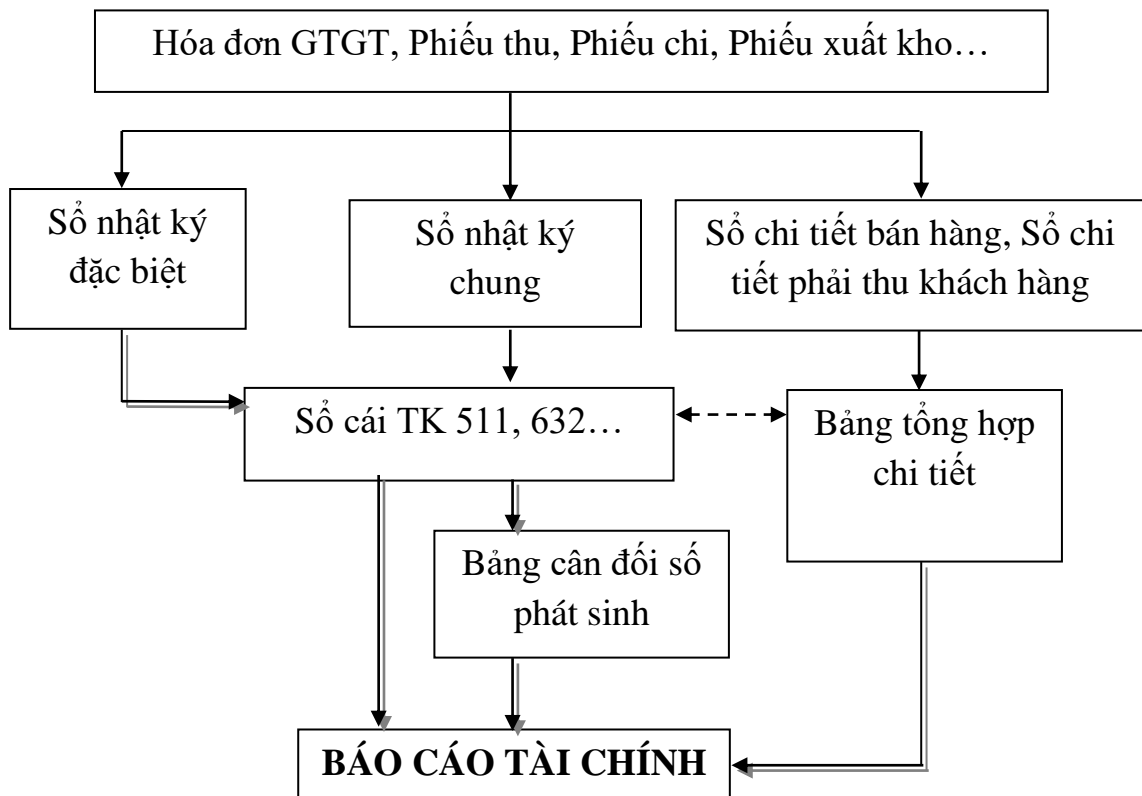 Hóa đơn GTGT, Phiếu thu, Phiếu chi, Phiếu xuất kho…
Sổ nhật ký
đặc biệt
Sổ nhật ký
chung
Sổ chi tiết bán hàng, Sổ chi
tiết phải thu khách hàng
Sổ cái TK 511, 632…
Bảng tổng hợp
chi tiết
Bảng cân đối số
phát sinh
BÁO CÁO TÀI CHÍNH